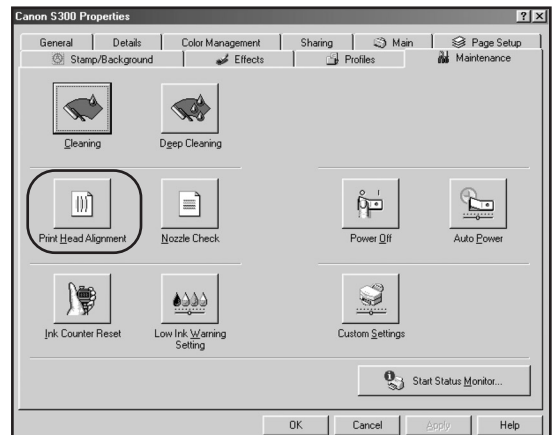 Canon S300 Properties
General Details Color Management Sharing Main Page Setup
Stamp/Background Effects Profiles Maintenance
Cleaning Deep Cleaning
Print Head Alignment Nozzle Check Power Off Auto Power
Ink Counter Reset Low Ink Warning Setting Custom Settings
Start Status Monitor...
OK Cancel Apply Help